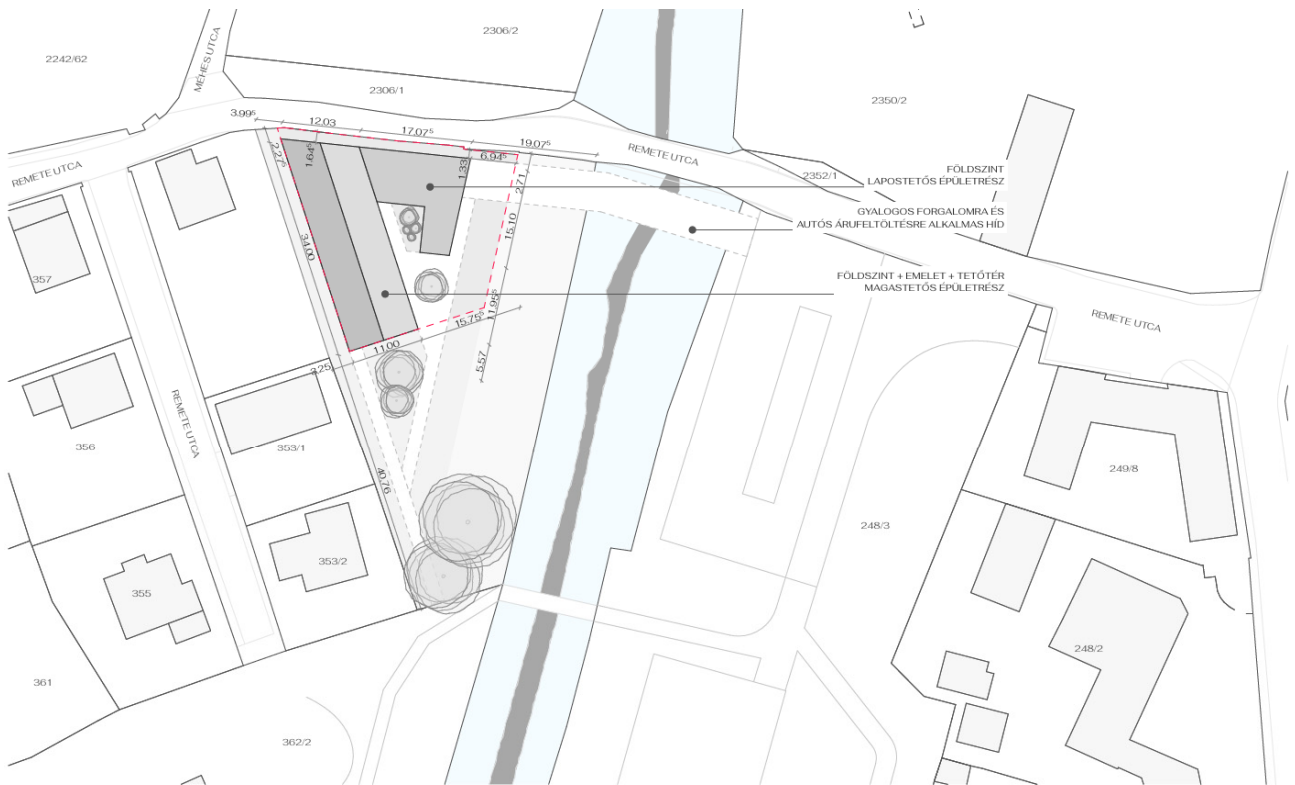 2306/2
2242/62
MÉHES UTCA
2306/1
2350/2
3.99⁵
12.03
17.07⁵
19.07⁵
REMETE UTCA
2.27⁵
1.64⁵
1.33
6.94⁵
REMETE UTCA
2352/1
FÖLDSZINT
LAPOSTETŐS ÉPÜLETRÉSZ
2.71
GYALOGOS FORGALOMRA ÉS
AUTÓS ÁRUFELTÖLTÉSRE ALKALMAS HÍD
15.10
34.00
357
FÖLDSZINT + EMELET + TETŐTÉR
MAGASTETŐS ÉPÜLETRÉSZ
11.95⁵
15.75⁵
REMETE UTCA
11.00
3.25
5.57
REMETE UTCA
356
353/1
249/8
40.76
248/3
353/2
355
248/2
361
362/2